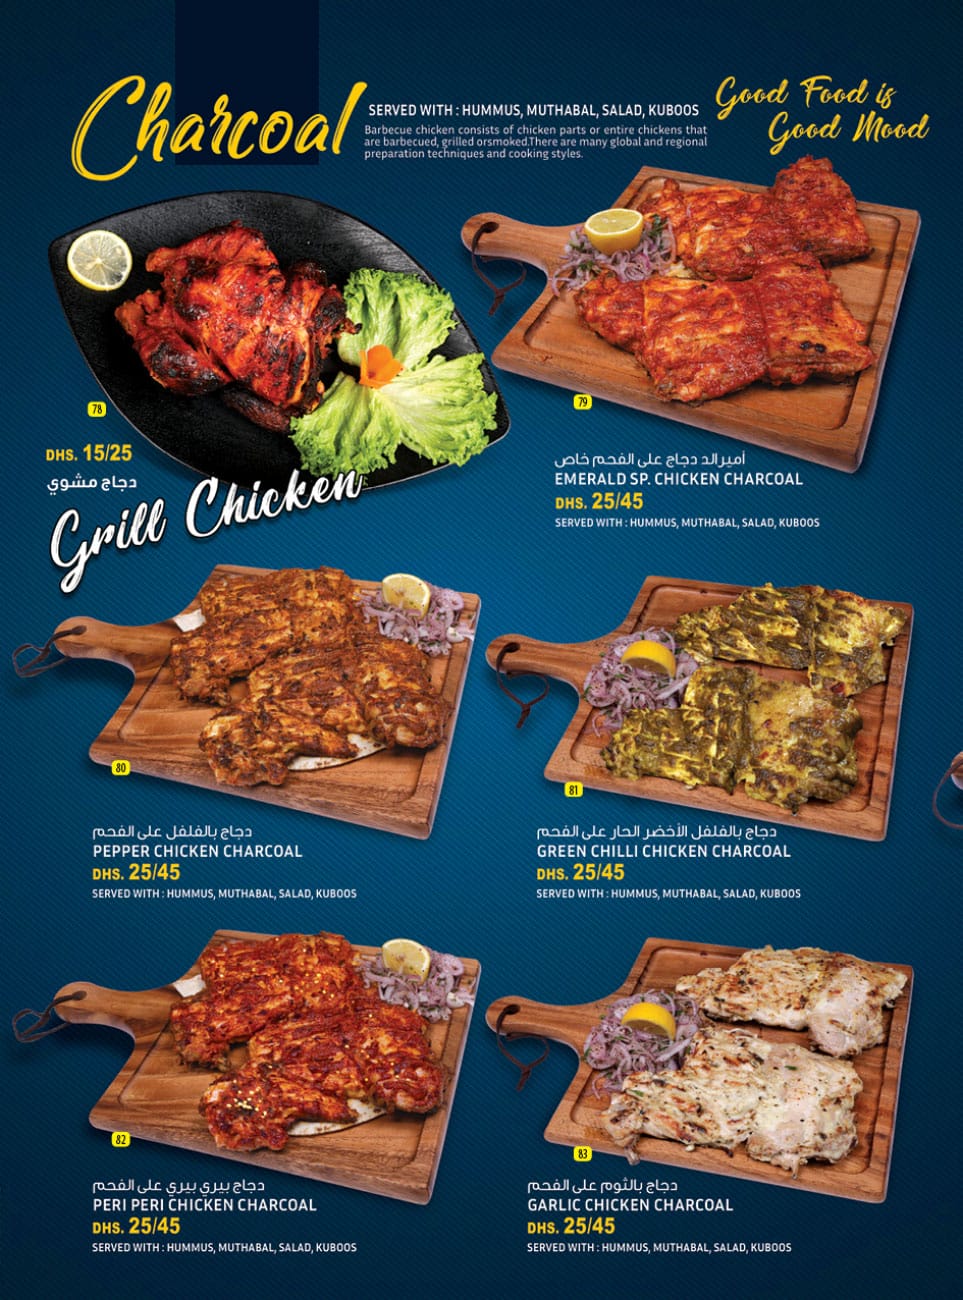 Charcoal
SERVED WITH : HUMMUS, MUTHABAL, SALAD, KUBOOS
Barbecue chicken consists of chicken parts or entire chickens that
are barbecued, grilled orsmoked.There are many global and regional
preparation techniques and cooking styles.
Good Food is
Good Mood
78
DHS. 15/25
دجاج مشوي
Grill Chicken
79
أميرالد دجاج على الفحم خاص
EMERALD SP. CHICKEN CHARCOAL
DHS. 25/45
SERVED WITH : HUMMUS, MUTHABAL, SALAD, KUBOOS
80
دجاج بالفلفل على الفحم
PEPPER CHICKEN CHARCOAL
DHS. 25/45
SERVED WITH : HUMMUS, MUTHABAL, SALAD, KUBOOS
81
دجاج بالفلفل الأخضر الحار على الفحم
GREEN CHILLI CHICKEN CHARCOAL
DHS. 25/45
SERVED WITH : HUMMUS, MUTHABAL, SALAD, KUBOOS
82
دجاج بيري بيري على الفحم
PERI PERI CHICKEN CHARCOAL
DHS. 25/45
SERVED WITH : HUMMUS, MUTHABAL, SALAD, KUBOOS
83
دجاج بالثوم على الفحم
GARLIC CHICKEN CHARCOAL
DHS. 25/45
SERVED WITH : HUMMUS, MUTHABAL, SALAD, KUBOOS